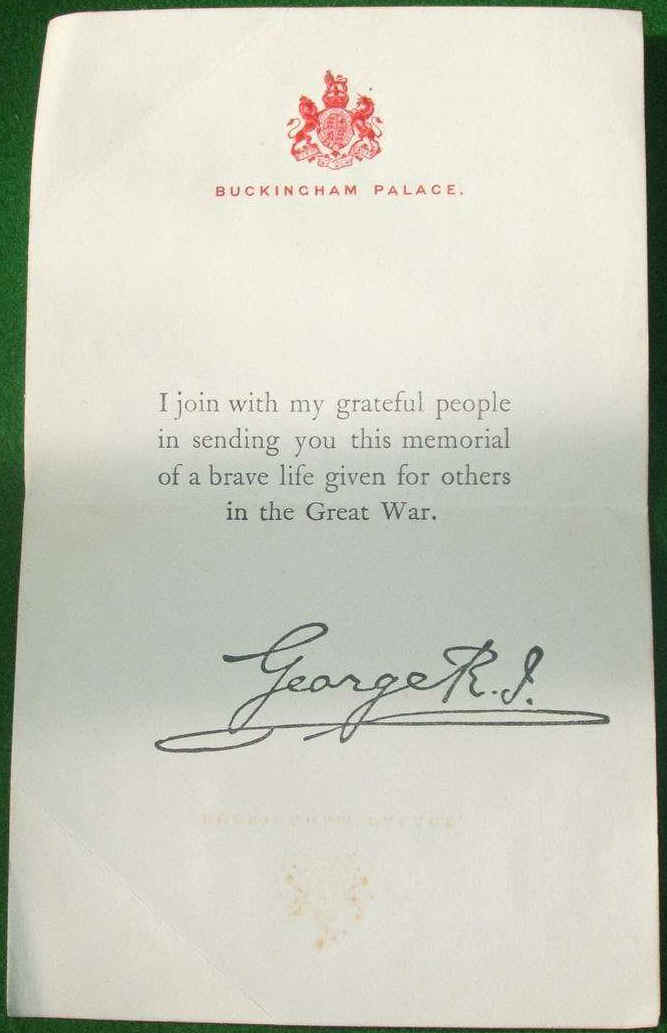 BUCKINGHAM PALACE.
I join with my grateful people
in sending you this memorial
of a brave life given for others
in the Great War.
George R.I.